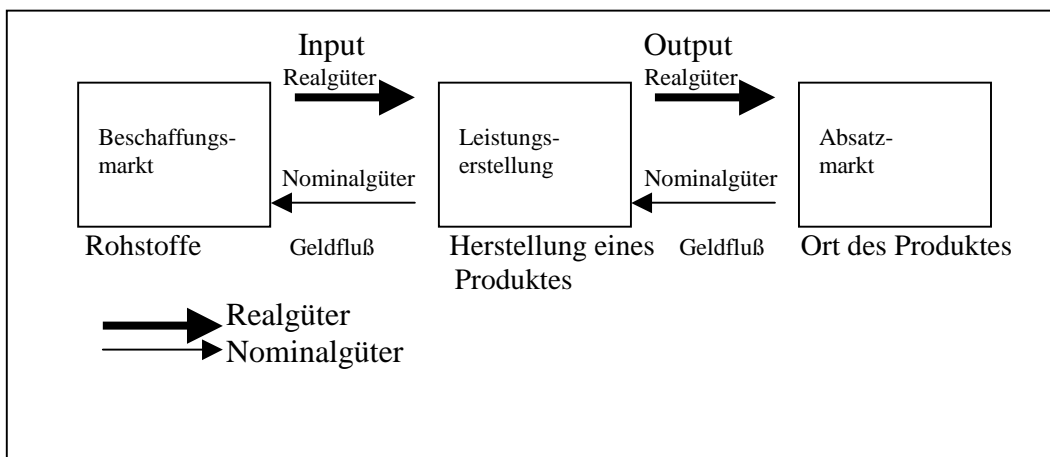 Input
Output
Realgüter
Realgüter
Beschaffungs-
markt
Leistungs-
erstellung
Absatz-
markt
Nominalgüter
Nominalgüter
Rohstoffe
Geldfluß
Herstellung eines
Produktes
Geldfluß
Ort des Produktes
Realgüter
Nominalgüter